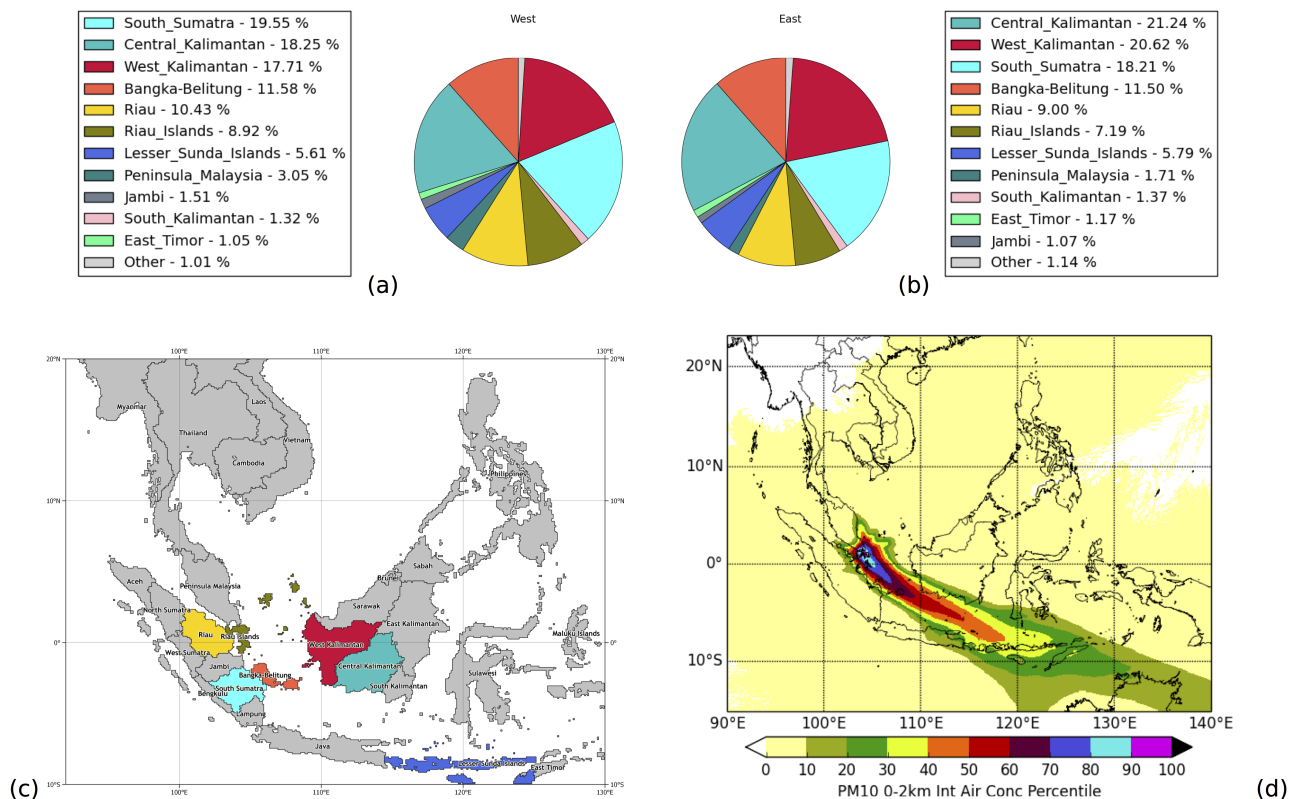 West
East
South_Sumatra - 19.55 %
Central_Kalimantan - 18.25 %
West_Kalimantan - 17.71 %
Bangka-Belitung - 11.58 %
Riau - 10.43 %
Riau_Islands - 8.92 %
Lesser_Sunda_Islands - 5.61 %
Peninsula_Malaysia - 3.05 %
Jambi - 1.51 %
South_Kalimantan - 1.32 %
East_Timor - 1.05 %
Other - 1.01 %
(a)
Central_Kalimantan - 21.24 %
West_Kalimantan - 20.62 %
South_Sumatra - 18.21 %
Bangka-Belitung - 11.50 %
Riau - 9.00 %
Riau_Islands - 7.19 %
Lesser_Sunda_Islands - 5.79 %
Peninsula_Malaysia - 1.71 %
South_Kalimantan - 1.37 %
East_Timor - 1.17 %
Jambi - 1.07 %
Other - 1.14 %
(b)
100°E 110°E 120°E 130°E
20°N 20°N
Myanmar
Laos
Thailand
Vietnam
Cambodia
Philippines
10°N 10°N
Aceh
Peninsula Malaysia
Sabah
Brunei
North Sumatra
Sarawak
East Kalimantan
Riau
Riau Islands
Maluku Islands
0° 0°
West Kalimantan
West Sumatra
Jambi
Central Kalimantan
Bangka-Belitung
Sulawesi
South Sumatra
South Kalimantan
Bengkulu
Lampung
Java
Lesser Sunda Islands
East Timor
10°S 10°S
100°E 110°E 120°E 130°E
(c)
20°N
10°N
0°
10°S
90°E 100°E 110°E 120°E 130°E 140°E
0 10 20 30 40 50 60 70 80 90 100
PM10 0-2km Int Air Conc Percentile
(d)